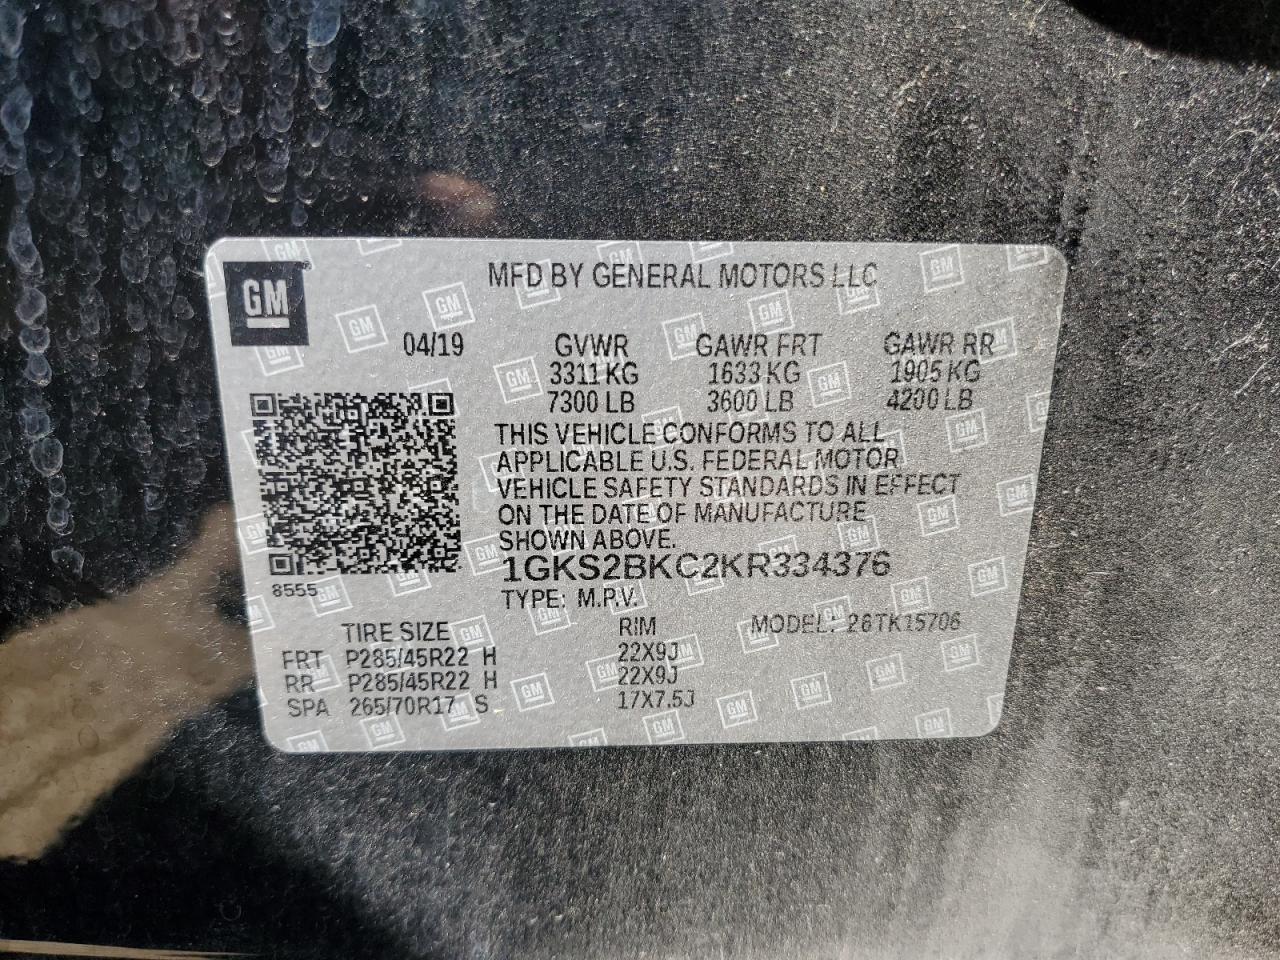 GM
MFD BY GENERAL MOTORS LLC
04/19 GVWR GAWR FRT GAWR RR
3311 KG 1633 KG 1905 KG
7300 LB 3600 LB 4200 LB
THIS VEHICLE CONFORMS TO ALL
APPLICABLE U.S. FEDERAL MOTOR
VEHICLE SAFETY STANDARDS IN EFFECT
ON THE DATE OF MANUFACTURE
SHOWN ABOVE.
1GKS2BKC2KR334376
8555
TYPE: M.P.V.
TIRE SIZE RIM MODEL: 26TK15706
FRT P285/45R22 H 22X9J
RR P285/45R22 H 22X9J
SPA 265/70R17 S 17X7.5J